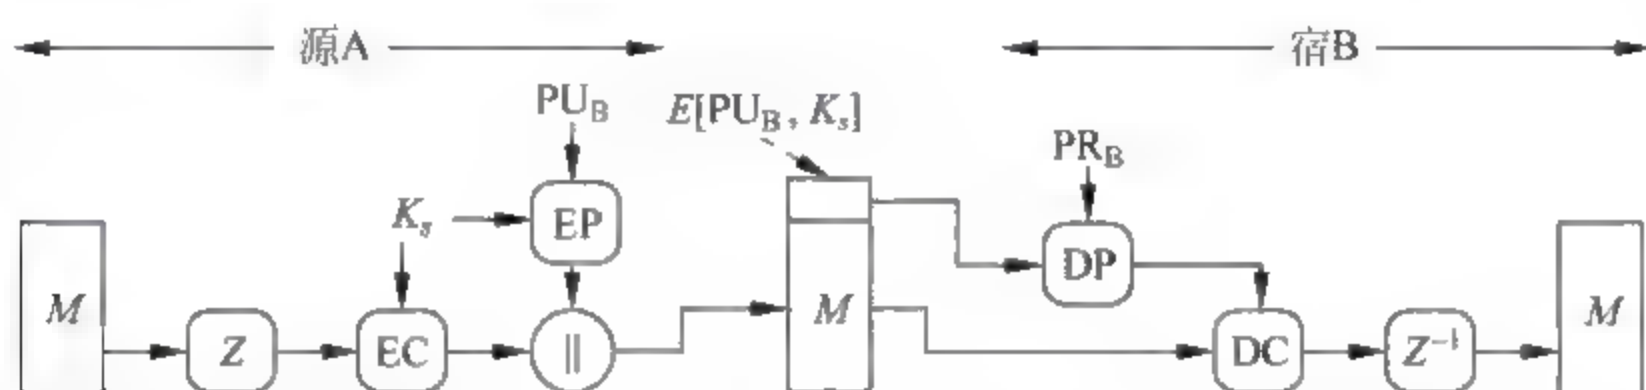 源A
宿B
PU_B
E[PU_B, K_s]
PR_B
K_s
EP
DP
M
Z
EC
||
M
DC
Z^{-1}
M